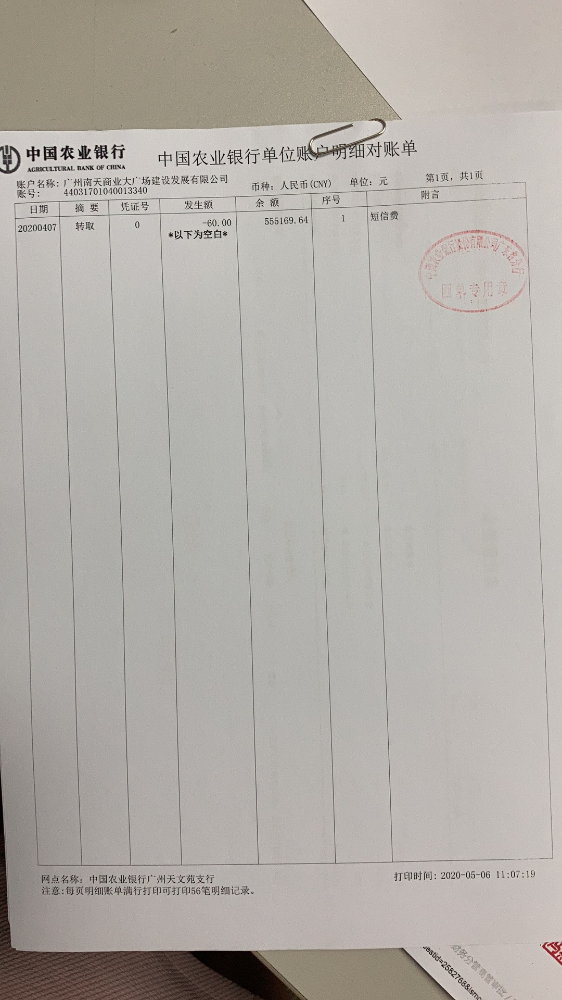 中国农业银行
AGRICULTURAL BANK OF CHINA
中国农业银行单位账户明细对账单
账户名称：广州南天商业大广场建设发展有限公司
账号： 44031701040013340
币种：人民币(CNY) 单位：元 第1页，共1页
日期 摘 要 凭证号 发生额 余 额 序号 附言
20200407 转取 0 -60.00 555169.64 1 短信费
*以下为空白*
中国农业银行股份有限公司广东省分行
回单专用章
网点名称：中国农业银行广州天文苑支行
打印时间：2020-05-06 11:07:19
注意:每页明细账单满行打印可打印56笔明细记录。
财务分管高管审批 /
estid=2582768&ismo